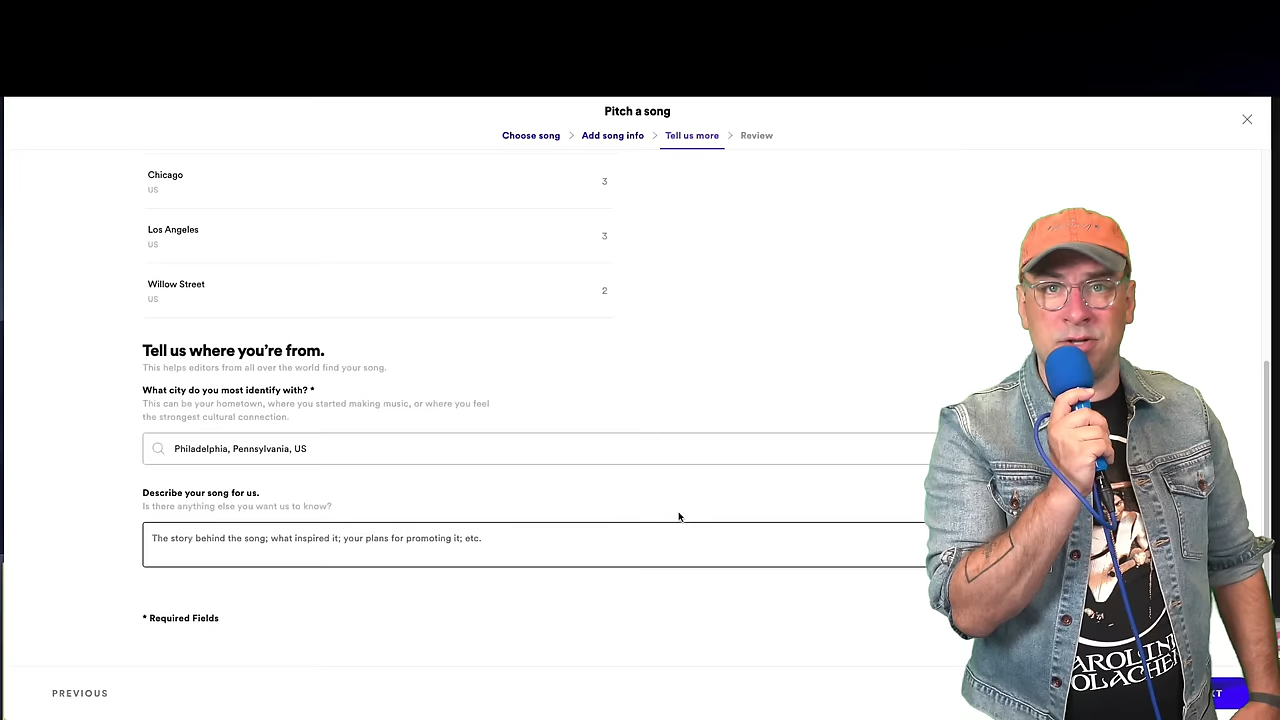 Pitch a song
Choose song > Add song info > Tell us more > Review
Chicago 3
US
Los Angeles 3
US
Willow Street 2
US
Tell us where you're from.
This helps editors from all over the world find your song.
What city do you most identify with? *
This can be your hometown, where you started making music, or where you feel
the strongest cultural connection.
Philadelphia, Pennsylvania, US
Describe your song for us.
Is there anything else you want us to know?
The story behind the song; what inspired it; your plans for promoting it; etc.
* Required Fields
PREVIOUS
XT
AROLIN
OLACHE